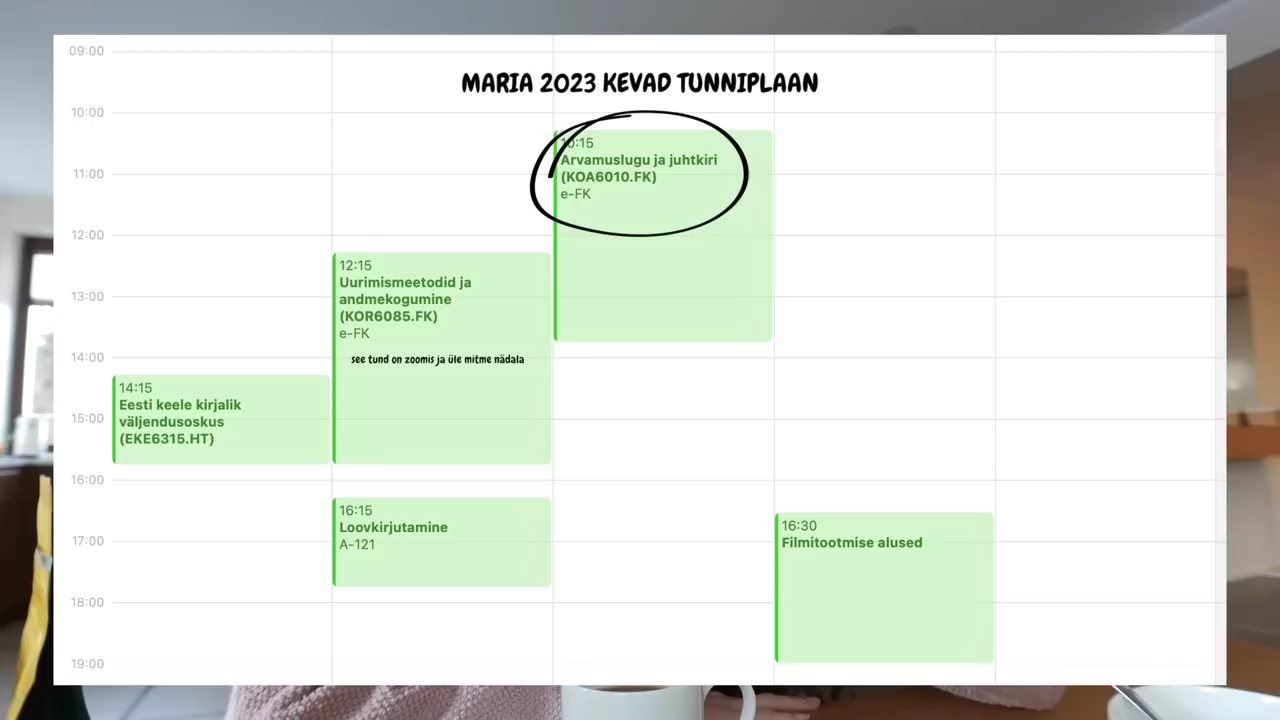 09:00
MARIA 2023 KEVAD TUNNIPLAAN
10:00
10:15
Arvamuslugu ja juhtkiri
(KOA6010.FK)
e-FK
11:00
12:00
12:15
Uurimismeetodid ja
andmekogumine
(KOR6085.FK)
e-FK
see tund on zoomis ja üle mitme nädala
13:00
14:00
14:15
Eesti keele kirjalik
väljendusoskus
(EKE6315.HT)
15:00
16:00
16:15
Loovkirjutamine
A-121
16:30
Filmitootmise alused
17:00
18:00
19:00